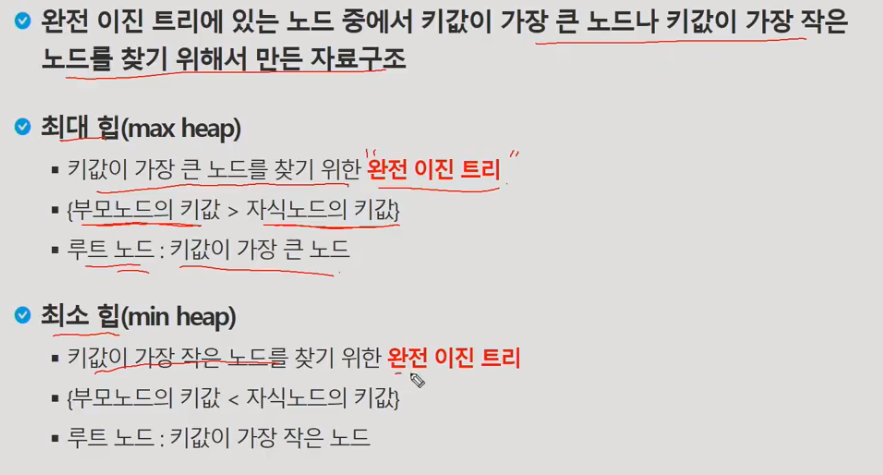 완전 이진 트리에 있는 노드 중에서 키값이 가장 큰 노드나 키값이 가장 작은
노드를 찾기 위해서 만든 자료구조
최대 힙(max heap)
▪ 키값이 가장 큰 노드를 찾기 위한 완전 이진 트리
▪ {부모노드의 키값 > 자식노드의 키값}
▪ 루트 노드 : 키값이 가장 큰 노드
최소 힙(min heap)
▪ 키값이 가장 작은 노드를 찾기 위한 완전 이진 트리
▪ {부모노드의 키값 < 자식노드의 키값}
▪ 루트 노드 : 키값이 가장 작은 노드